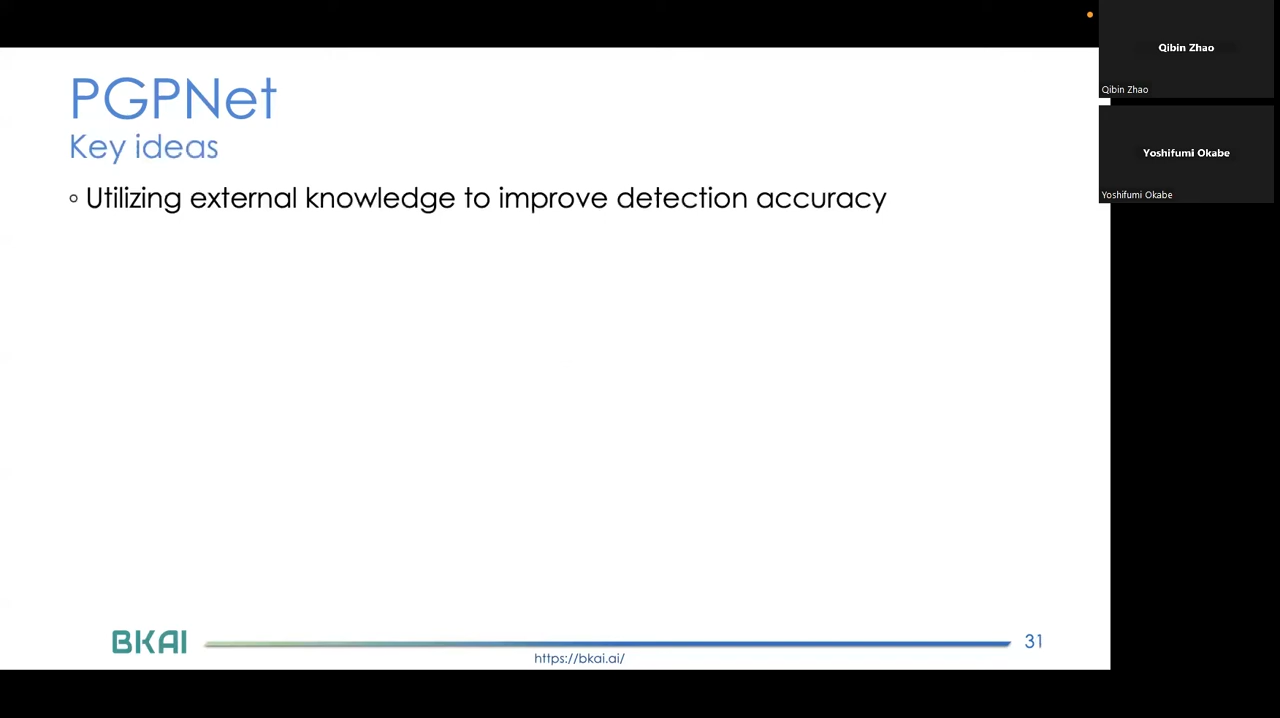 PGPNet
Key ideas
Utilizing external knowledge to improve detection accuracy
BKAI
https://bkai.ai/
31
Qibin Zhao
Qibin Zhao
Yoshifumi Okabe
Yoshifumi Okabe